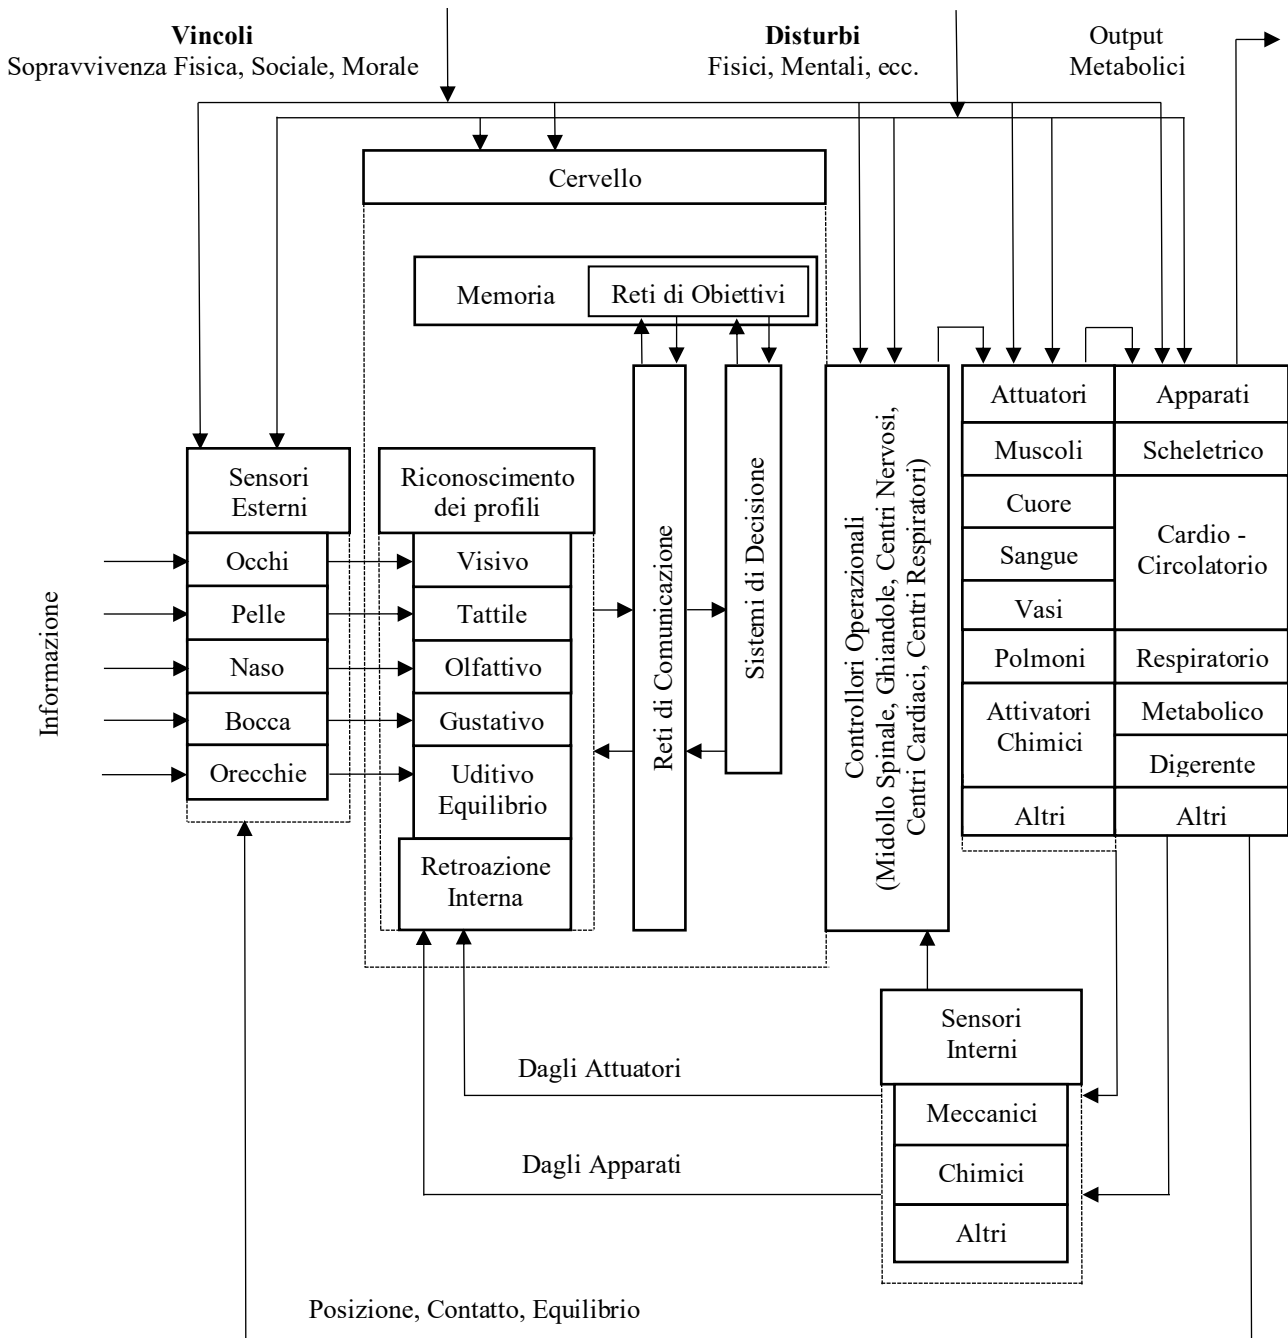 Vincoli
Sopravvivenza Fisica, Sociale, Morale
Disturbi
Fisici, Mentali, ecc.
Output
Metabolici
Cervello
Memoria
Reti di Obiettivi
Informazione
Sensori
Esterni
Occhi
Pelle
Naso
Bocca
Orecchie
Riconoscimento
dei profili
Visivo
Tattile
Olfattivo
Gustativo
Uditivo
Equilibrio
Retroazione
Interna
Reti di Comunicazione
Sistemi di Decisione
Controllori Operazionali
(Midollo Spinale, Ghiandole, Centri Nervosi,
Centri Cardiaci, Centri Respiratori)
Attuatori
Muscoli
Cuore
Sangue
Vasi
Polmoni
Attivatori
Chimici
Altri
Apparati
Scheletrico
Cardio -
Circolatorio
Respiratorio
Metabolico
Digerente
Altri
Sensori
Interni
Meccanici
Chimici
Altri
Dagli Attuatori
Dagli Apparati
Posizione, Contatto, Equilibrio